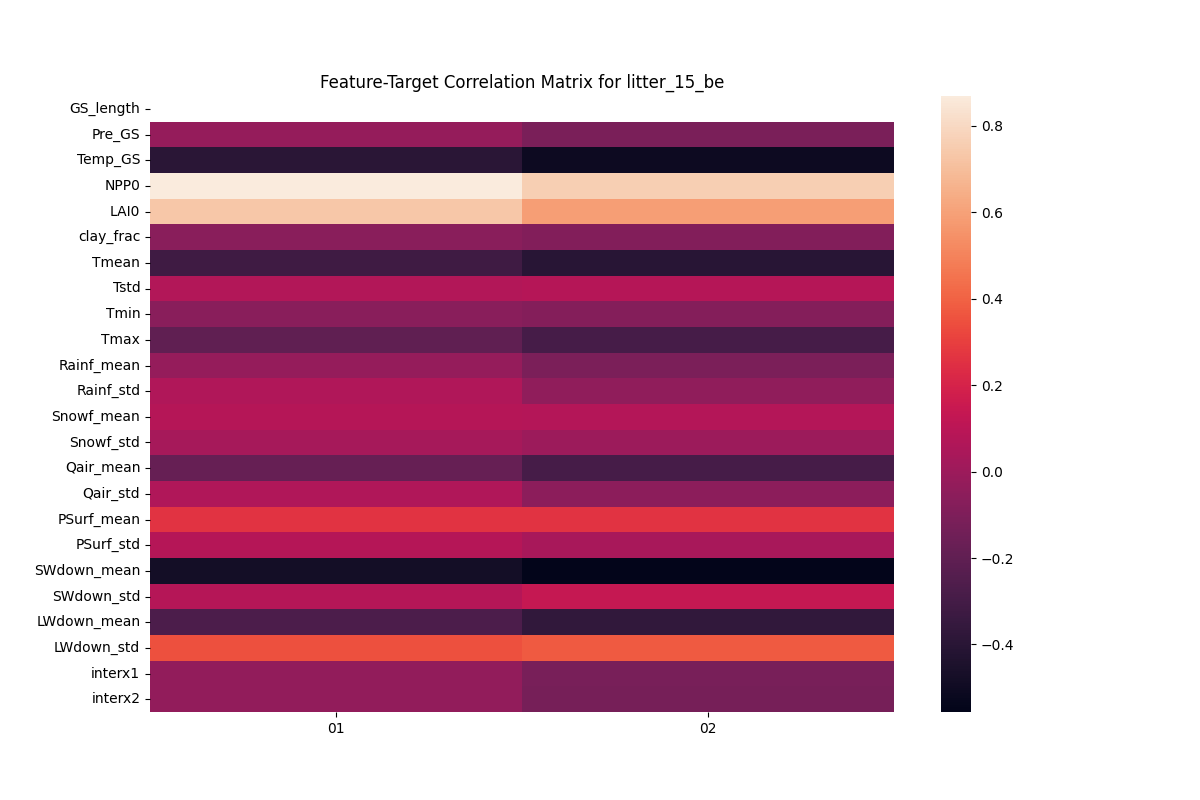 Feature-Target Correlation Matrix for litter_15_be
GS_length
Pre_GS
Temp_GS
NPP0
LAI0
clay_frac
Tmean
Tstd
Tmin
Tmax
Rainf_mean
Rainf_std
Snowf_mean
Snowf_std
Qair_mean
Qair_std
PSurf_mean
PSurf_std
SWdown_mean
SWdown_std
LWdown_mean
LWdown_std
interx1
interx2
01
02
0.8
0.6
0.4
0.2
0.0
−0.2
−0.4